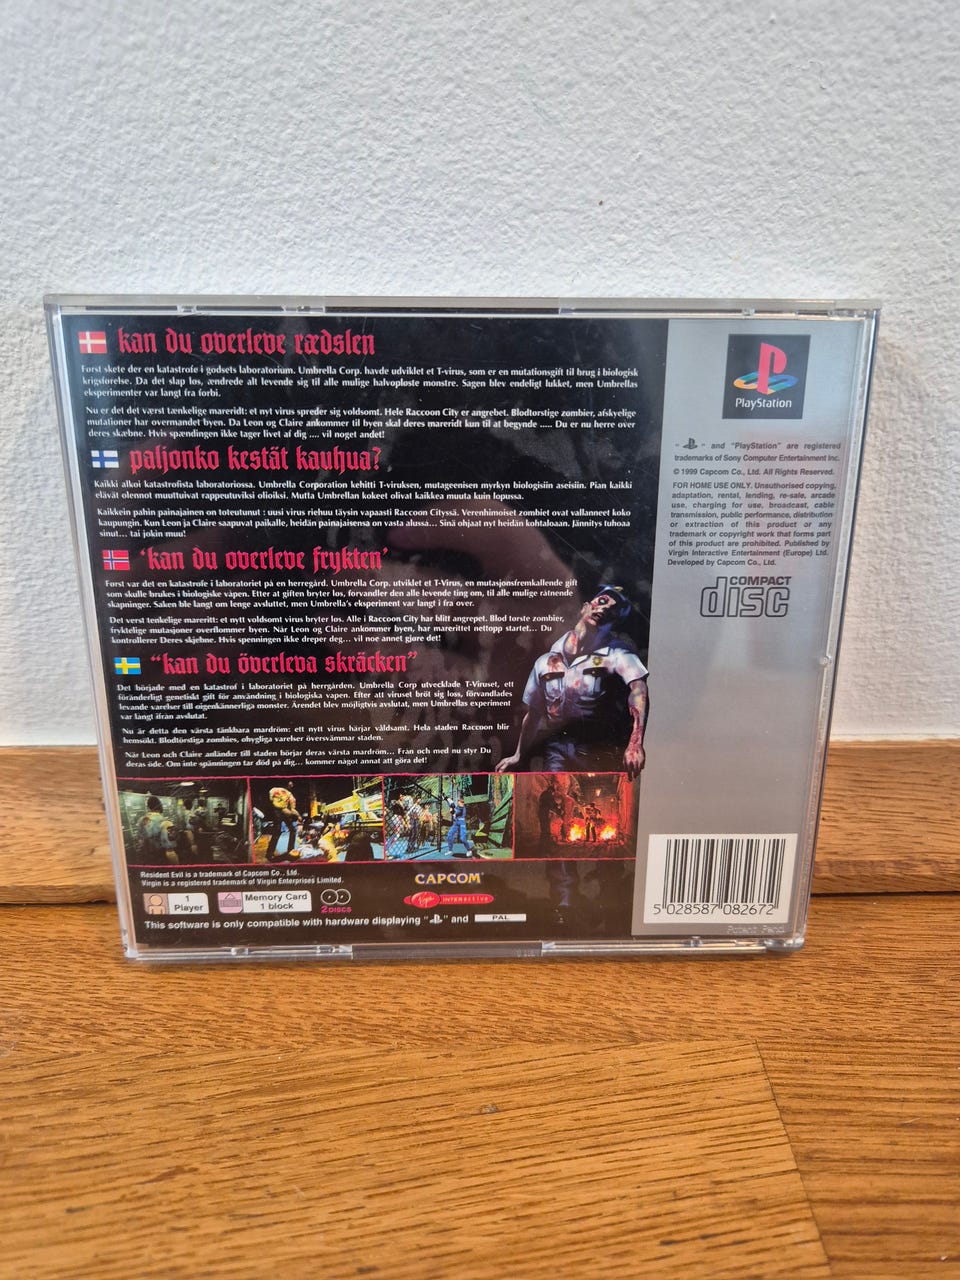 kan du overleve rædslen
Først skete der en katastrofe i godsets laboratorium. Umbrella Corp. havde udviklet et T-virus, som er en mutationsgift til brug i biologisk
krigsførelse. Da det slap løs, ændrede alt levende sig til alle mulige halvoploste monstre. Sagen blev endeligt lukket, men Umbrellas
eksperimenter var langt fra forbi.
Nu er det det værst tænkelige mareridt: et nyt virus spreder sig voldsomt. Hele Raccoon City er angrebet. Blodtørstige zombier, afskyelige
mutationer har overmandet byen. Da Leon og Claire ankommer til byen skal deres mareridt kun til at begynde ..... Du er nu herre over
deres skæbne. Hvis spændingen ikke tager livet af dig .... vil noget andet!
paljonko kestät kauhua?
Kaikki alkoi katastrofista laboratoriossa. Umbrella Corporation kehitti T-viruksen, mutageenisen myrkyn biologisiin aseisiin. Pian kaikki
elävät olennot muuttuivat rappeutuviksi olioiksi. Mutta Umbrellan kokeet olivat kaikkea muuta kuin lopussa.
Kaikkein pahin painajainen on toteutunut : uusi virus riehuu täysin vapaasti Raccoon Cityssä. Verenhimoiset zombiet ovat vallanneet koko
kaupungin. Kun Leon ja Claire saapuvat paikalle, heidän painajaisensa on vasta alussa... Sinä ohjaat nyt heidän kohtaloaan. Jännitys tuhoaa
sinut... tai jokin muu!
'kan du overleve frykten'
Først var det en katastrofe i laboratoriet på en herregård. Umbrella Corp. utviklet et T-Virus, en mutasjonsfremkallende gift
som skulle brukes i biologiske våpen. Etter at giften bryter løs, forvandler den alle levende ting om, til alle mulige råtnende
skapninger. Saken ble langt om lenge avsluttet, men Umbrella's eksperiment var langt i fra over.
Det verst tenkelige mareritt: et nytt virus bryter løs. Alle i Raccoon City har blitt angrepet. Blod tørste zombier,
fryktelige mutasjoner overflommer byen. Når Leon og Claire ankommer byen, har marerittet nettopp startet... Du
kontrollerer Deres skjebne. Hvis spenningen ikke dreper deg... vil noe annet gjøre det!
"kan du överleva skräcken"
Det började med en katastrof i laboratoriet på herrgården. Umbrella Corp utvecklade T-Viruset, ett
föränderligt genetiskt gift för användning i biologiska vapen. Efter att viruset bröt sig loss, förvandlades
levande varelser till oigenkännerliga monster. Ärendet blev möjligtvis avslutat, men Umbrellas experiment
var långt ifrån avslutat.
Nu är detta den värsta tänkbara mardröm: ett nytt virus härjar våldsamt. Hela staden Raccoon blir
hemsökt. Blodtörstiga zombies, ohygliga varelser översvämmar staden.
När Leon och Claire anländer till staden börjar deras värsta mardröm... Från och med nu styr Du
deras öde. Om inte spänningen tar död på dig... kommer något annat att göra det!
Resident Evil is a trademark of Capcom Co., Ltd.
Virgin is a registered trademark of Virgin Enterprises Limited.
1
Player
Memory Card
1 block
2 DISCS
CAPCOM
Virgin INTERACTIVE
This software is only compatible with hardware displaying " " and PAL
PlayStation
" " and "PlayStation" are registered
trademarks of Sony Computer Entertainment Inc.
© 1999 Capcom Co., Ltd. All Rights Reserved.
FOR HOME USE ONLY. Unauthorised copying,
adaptation, rental, lending, re-sale, arcade
use, charging for use, broadcast, cable
transmission, public performance, distribution
or extraction of this product or any
trademark or copyright work that forms part
of this product are prohibited. Published by
Virgin Interactive Entertainment (Europe) Ltd.
Developed by Capcom Co., Ltd.
COMPACT
disc
5 028587 082672
Patent Pend